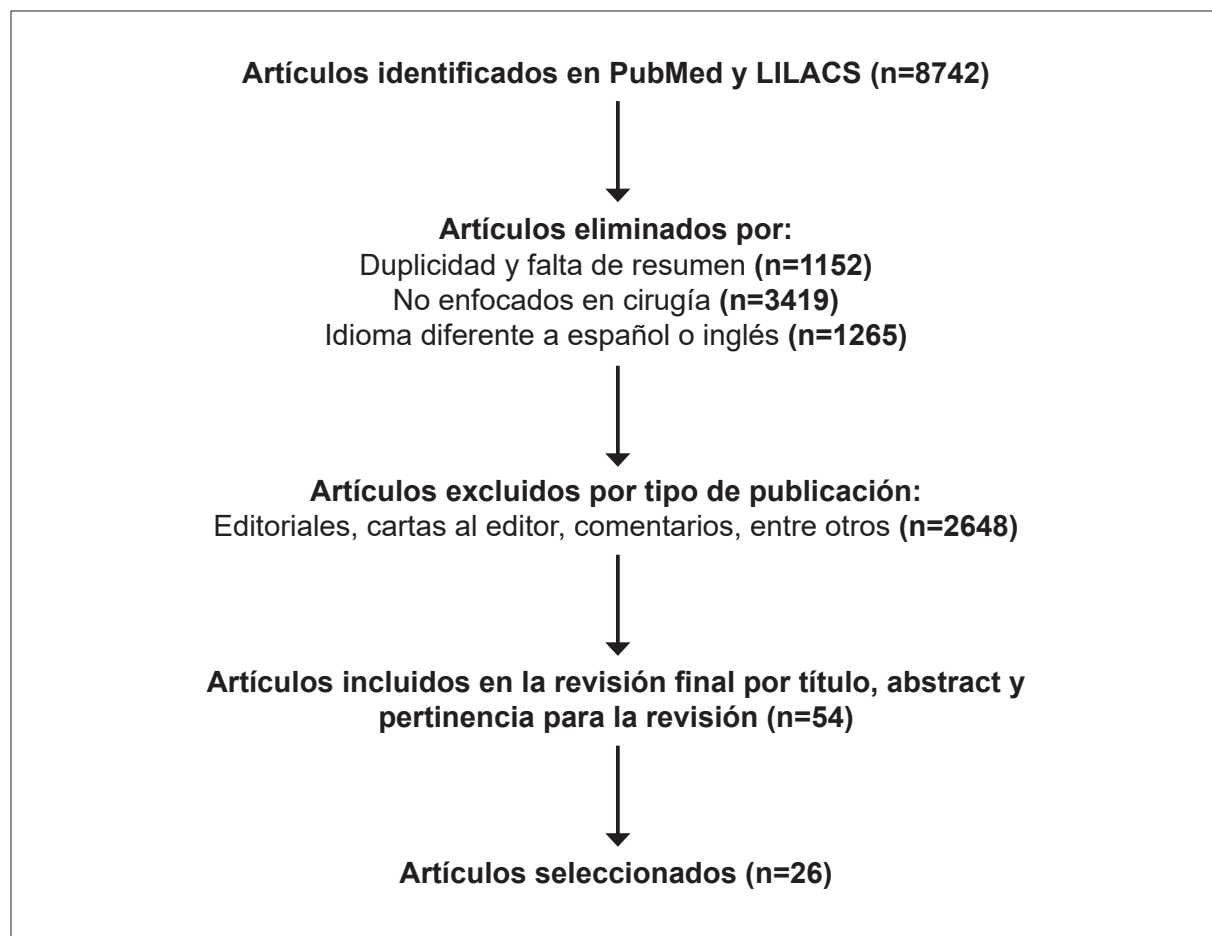 Artículos identificados en PubMed y LILACS (n=8742)
Artículos eliminados por:
Duplicidad y falta de resumen (n=1152)
No enfocados en cirugía (n=3419)
Idioma diferente a español o inglés (n=1265)
Artículos excluidos por tipo de publicación:
Editoriales, cartas al editor, comentarios, entre otros (n=2648)
Artículos incluidos en la revisión final por título, abstract y
pertinencia para la revisión (n=54)
Artículos seleccionados (n=26)